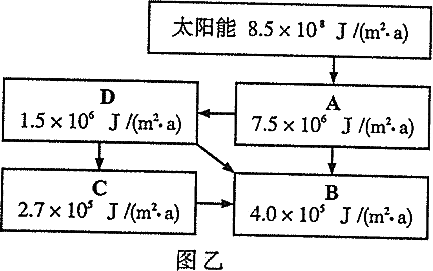 太阳能 8.5×10⁸ J/(m²·a)
D
1.5×10⁶ J/(m²·a)
A
7.5×10⁶ J/(m²·a)
C
2.7×10⁵ J/(m²·a)
B
4.0×10⁵ J/(m²·a)
图乙